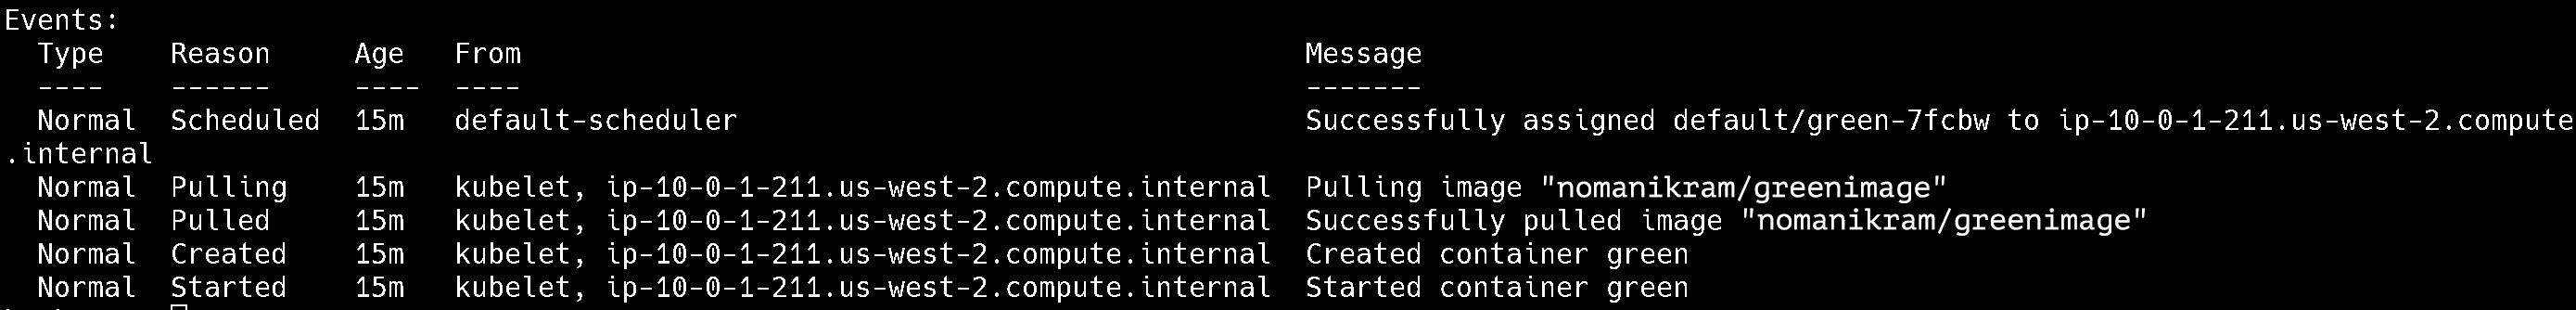 Events:
  Type    Reason     Age   From                                               Message
  ----    ------     ----  ----                                               -------
  Normal  Scheduled  15m   default-scheduler                                  Successfully assigned default/green-7fcbw to ip-10-0-1-211.us-west-2.compute
.internal
  Normal  Pulling    15m   kubelet, ip-10-0-1-211.us-west-2.compute.internal  Pulling image "nomanikram/greenimage"
  Normal  Pulled     15m   kubelet, ip-10-0-1-211.us-west-2.compute.internal  Successfully pulled image "nomanikram/greenimage"
  Normal  Created    15m   kubelet, ip-10-0-1-211.us-west-2.compute.internal  Created container green
  Normal  Started    15m   kubelet, ip-10-0-1-211.us-west-2.compute.internal  Started container green